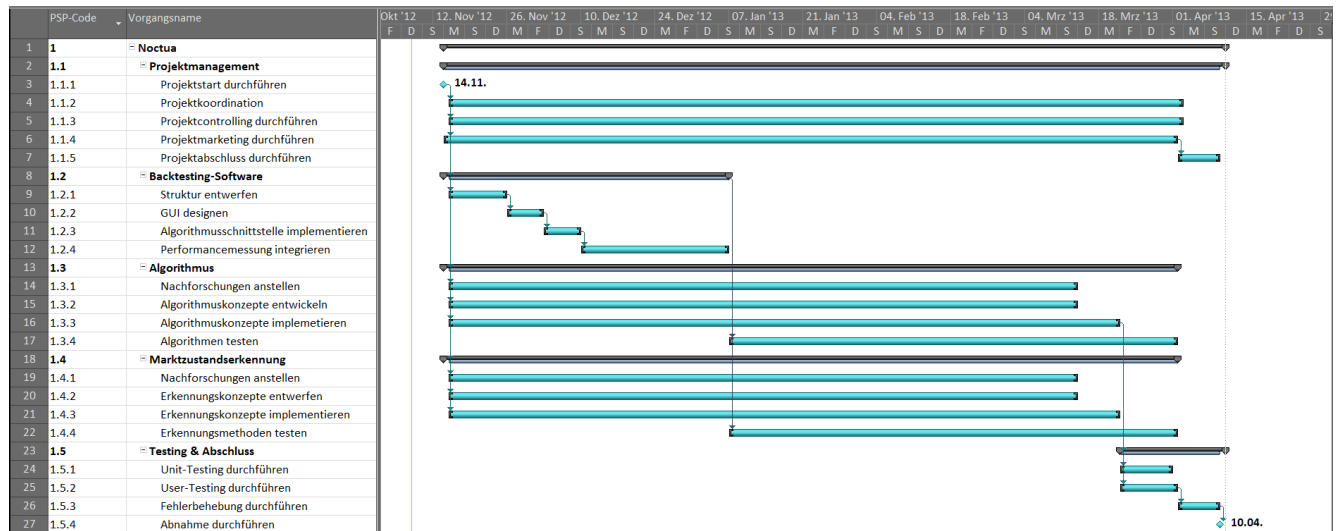 PSP-Code Vorgangsname Okt '12 12. Nov '12 26. Nov '12 10. Dez '12 24. Dez '12 07. Jan '13 21. Jan '13 04. Feb '13 18. Feb '13 04. Mrz '13 18. Mrz '13 01. Apr '13 15. Apr '13 29
F D S M S D M F D S M F S D M F D S M S D M F D S M F S D M F D S M S D M F D S M F S D M F D S M S D M F D S
1 1 Noctua
2 1.1 Projektmanagement
3 1.1.1 Projektstart durchführen 14.11.
4 1.1.2 Projektkoordination
5 1.1.3 Projektcontrolling durchführen
6 1.1.4 Projektmarketing durchführen
7 1.1.5 Projektabschluss durchführen
8 1.2 Backtesting-Software
9 1.2.1 Struktur entwerfen
10 1.2.2 GUI designen
11 1.2.3 Algorithmusschnittstelle implementieren
12 1.2.4 Performancemessung integrieren
13 1.3 Algorithmus
14 1.3.1 Nachforschungen anstellen
15 1.3.2 Algorithmuskonzepte entwickeln
16 1.3.3 Algorithmuskonzepte implemetieren
17 1.3.4 Algorithmen testen
18 1.4 Marktzustandserkennung
19 1.4.1 Nachforschungen anstellen
20 1.4.2 Erkennungskonzepte entwerfen
21 1.4.3 Erkennungskonzepte implementieren
22 1.4.4 Erkennungsmethoden testen
23 1.5 Testing & Abschluss
24 1.5.1 Unit-Testing durchführen
25 1.5.2 User-Testing durchführen
26 1.5.3 Fehlerbehebung durchführen
27 1.5.4 Abnahme durchführen 10.04.